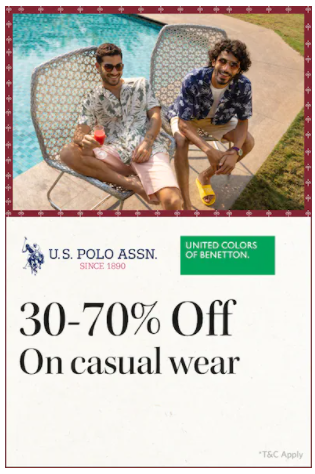 U.S. POLO ASSN.
SINCE 1890
UNITED COLORS
OF BENETTON.
30-70% Off
On casual wear
*T&C Apply